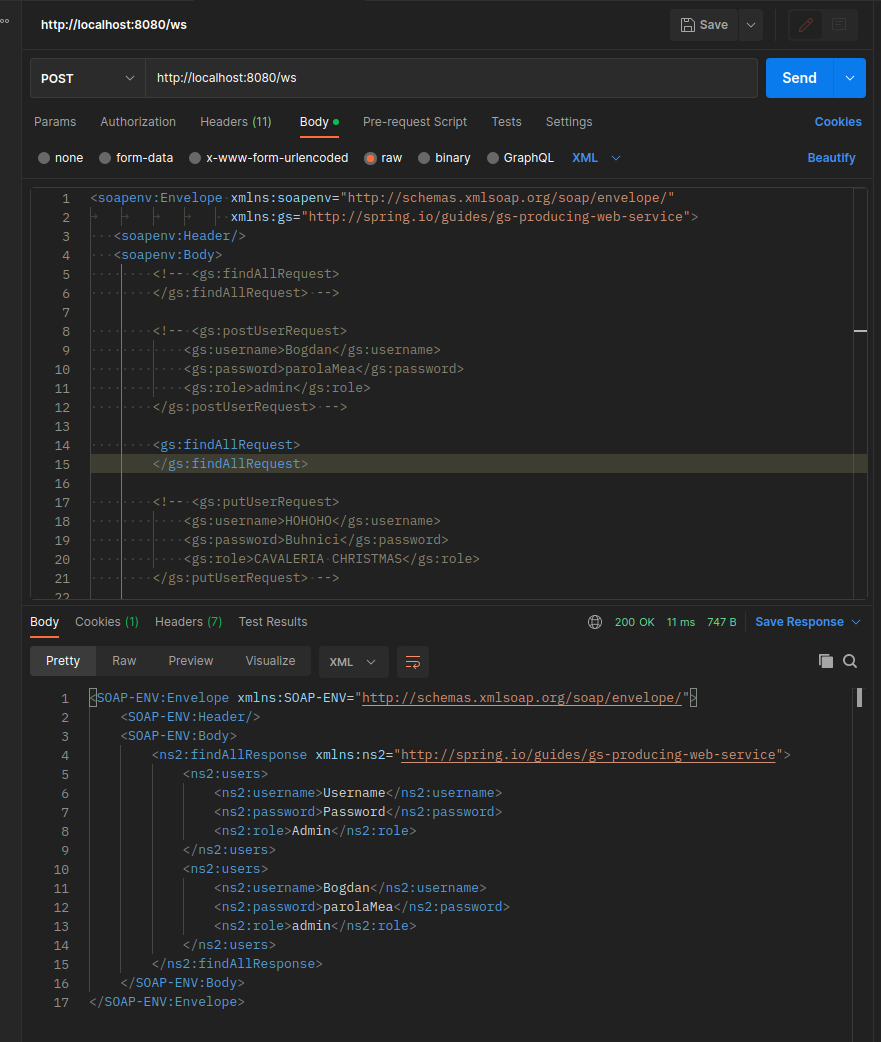 http://localhost:8080/ws
Save
POST
http://localhost:8080/ws
Send
Params Authorization Headers (11) Body Pre-request Script Tests Settings Cookies
none form-data x-www-form-urlencoded raw binary GraphQL XML Beautify
1 <soapenv:Envelope xmlns:soapenv="http://schemas.xmlsoap.org/soap/envelope/"
2 xmlns:gs="http://spring.io/guides/gs-producing-web-service">
3 <soapenv:Header/>
4 <soapenv:Body>
5 <!-- <gs:findAllRequest>
6 </gs:findAllRequest> -->
7
8 <!-- <gs:postUserRequest>
9 <gs:username>Bogdan</gs:username>
10 <gs:password>parolaMea</gs:password>
11 <gs:role>admin</gs:role>
12 </gs:postUserRequest> -->
13
14 <gs:findAllRequest>
15 </gs:findAllRequest>
16
17 <!-- <gs:putUserRequest>
18 <gs:username>HOHOHO</gs:username>
19 <gs:password>Buhnici</gs:password>
20 <gs:role>CAVALERIA CHRISTMAS</gs:role>
21 </gs:putUserRequest> -->
22
Body Cookies (1) Headers (7) Test Results 200 OK 11 ms 747 B Save Response
Pretty Raw Preview Visualize XML
1 <SOAP-ENV:Envelope xmlns:SOAP-ENV="http://schemas.xmlsoap.org/soap/envelope/">
2 <SOAP-ENV:Header/>
3 <SOAP-ENV:Body>
4 <ns2:findAllResponse xmlns:ns2="http://spring.io/guides/gs-producing-web-service">
5 <ns2:users>
6 <ns2:username>Username</ns2:username>
7 <ns2:password>Password</ns2:password>
8 <ns2:role>Admin</ns2:role>
9 </ns2:users>
10 <ns2:users>
11 <ns2:username>Bogdan</ns2:username>
12 <ns2:password>parolaMea</ns2:password>
13 <ns2:role>admin</ns2:role>
14 </ns2:users>
15 </ns2:findAllResponse>
16 </SOAP-ENV:Body>
17 </SOAP-ENV:Envelope>